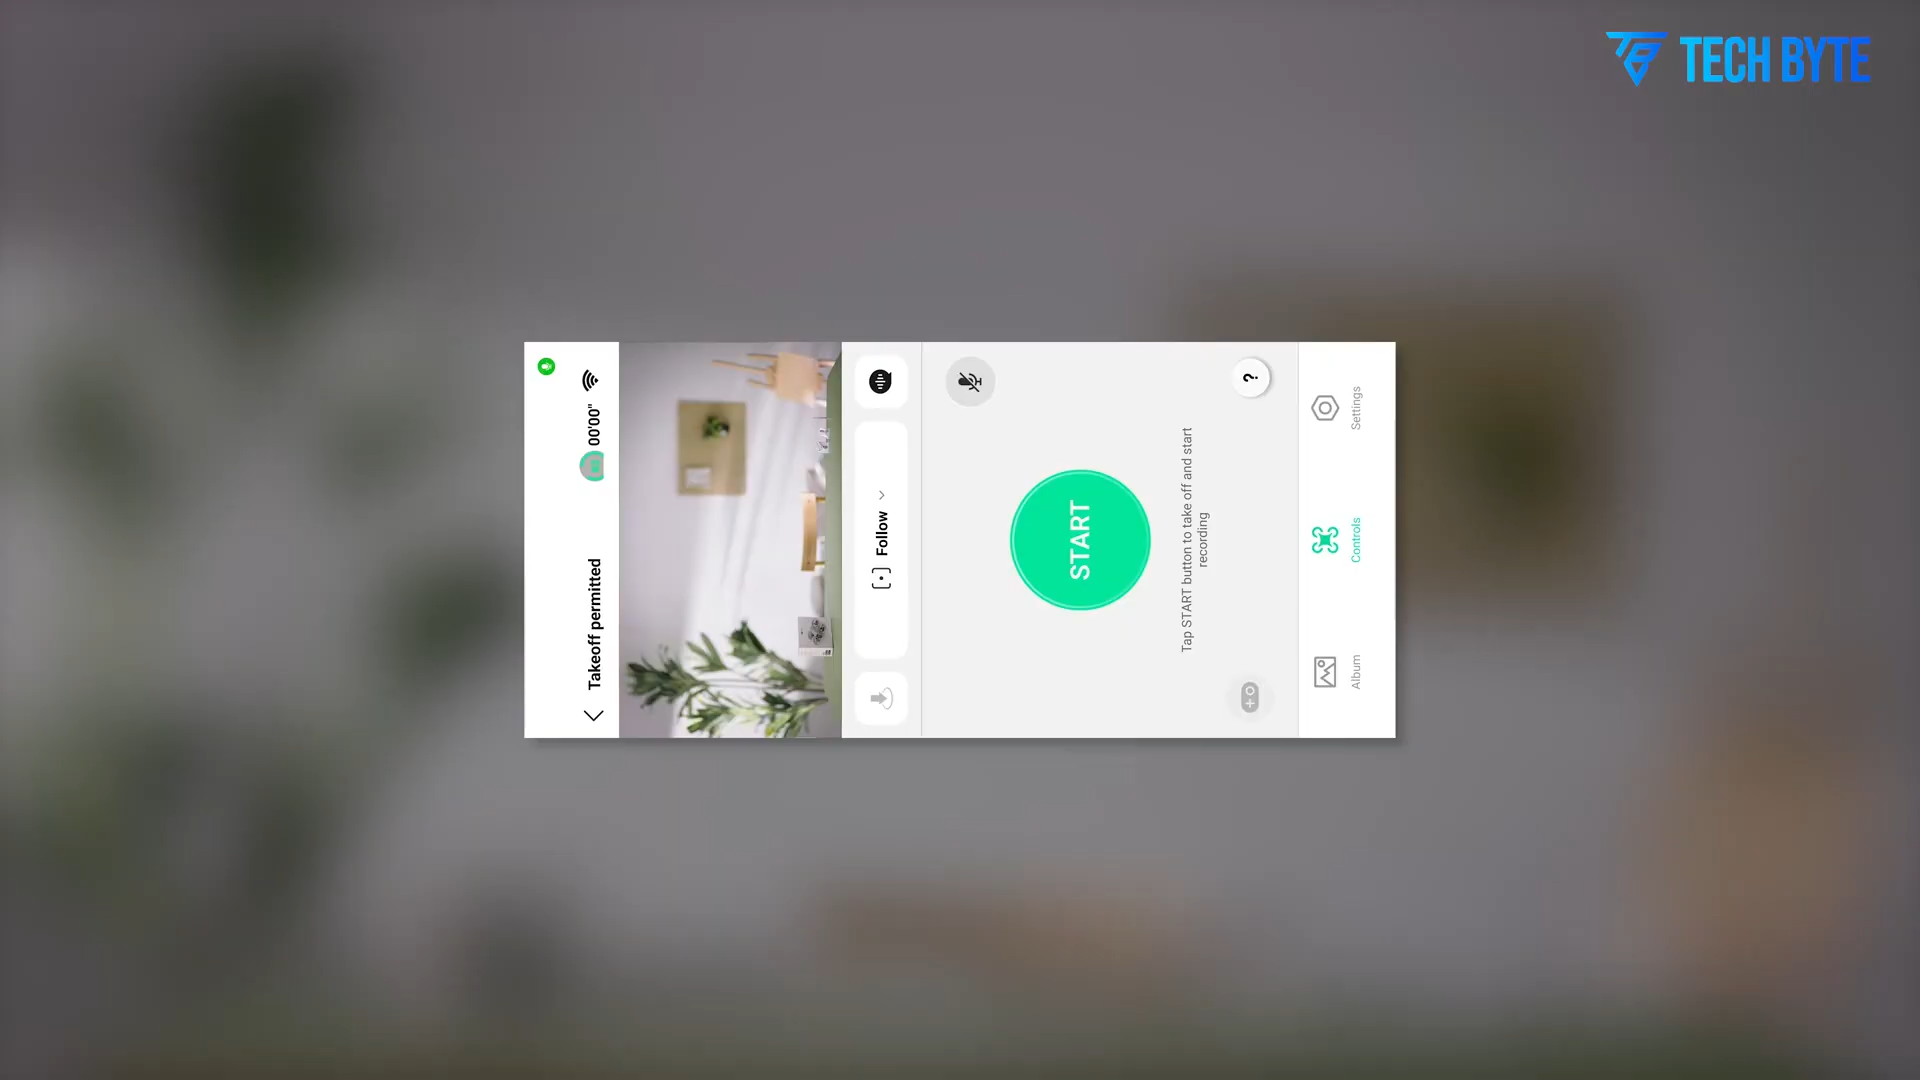 TECH BYTE
Takeoff permitted
00'00"
Follow
START
Tap START button to take off and start
recording
?
Album
Controls
Settings